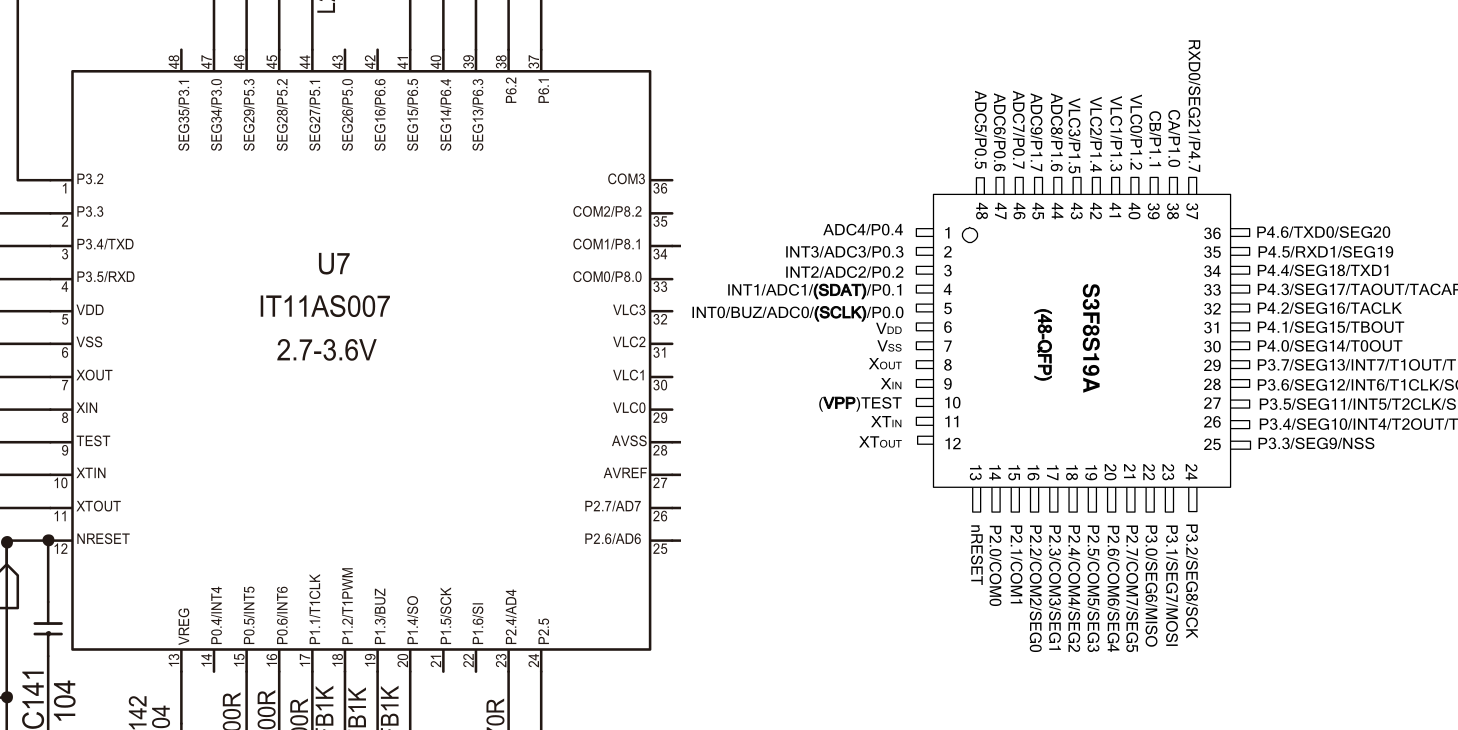 48
47
46
45
44
43
42
41
40
39
38
37
SEG35/P3.1
SEG34/P3.0
SEG29/P5.3
SEG28/P5.2
SEG27/P5.1
SEG26/P5.0
SEG16/P6.6
SEG15/P6.5
SEG14/P6.4
SEG13/P6.3
P6.2
P6.1
P3.2
1
P3.3
2
P3.4/TXD
3
P3.5/RXD
4
VDD
5
VSS
6
XOUT
7
XIN
8
TEST
9
XTIN
10
XTOUT
11
NRESET
12
U7
IT11AS007
2.7-3.6V
COM3
36
COM2/P8.2
35
COM1/P8.1
34
COM0/P8.0
33
VLC3
32
VLC2
31
VLC1
30
VLC0
29
AVSS
28
AVREF
27
P2.7/AD7
26
P2.6/AD6
25
VREG
P0.4/INT4
P0.5/INT5
P0.6/INT6
P1.1/T1CLK
P1.2/T1PWM
P1.3/BUZ
P1.4/SO
P1.5/SCK
P1.6/SI
P2.4/AD4
P2.5
13
14
15
16
17
18
19
20
21
22
23
24
C141
104
142
04
00R
00R
00R
FB1K
FB1K
FB1K
70R
ADC5/P0.5
ADC6/P0.6
ADC7/P0.7
ADC9/P1.7
ADC8/P1.6
VLC3/P1.5
VLC2/P1.4
VLC1/P1.3
VLC0/P1.2
CB/P1.1
CA/P1.0
RXD0/SEG21/P4.7
48
47
46
45
44
43
42
41
40
39
38
37
ADC4/P0.4 1
INT3/ADC3/P0.3 2
INT2/ADC2/P0.2 3
INT1/ADC1/(SDAT)/P0.1 4
INT0/BUZ/ADC0/(SCLK)/P0.0 5
VDD 6
VSS 7
XOUT 8
XIN 9
(VPP)TEST 10
XTIN 11
XTOUT 12
S3F8S19A
(48-QFP)
36 P4.6/TXD0/SEG20
35 P4.5/RXD1/SEG19
34 P4.4/SEG18/TXD1
33 P4.3/SEG17/TAOUT/TACAP
32 P4.2/SEG16/TACLK
31 P4.1/SEG15/TBOUT
30 P4.0/SEG14/T0OUT
29 P3.7/SEG13/INT7/T1OUT/T
28 P3.6/SEG12/INT6/T1CLK/S
27 P3.5/SEG11/INT5/T2CLK/S
26 P3.4/SEG10/INT4/T2OUT/T
25 P3.3/SEG9/NSS
13
14
15
16
17
18
19
20
21
22
23
24
nRESET
P2.0/COM0
P2.1/COM1
P2.2/COM2/SEG0
P2.3/COM3/SEG1
P2.4/COM4/SEG2
P2.5/COM5/SEG3
P2.6/COM6/SEG4
P2.7/COM7/SEG5
P3.0/SEG6/MISO
P3.1/SEG7/MOSI
P3.2/SEG8/SCK